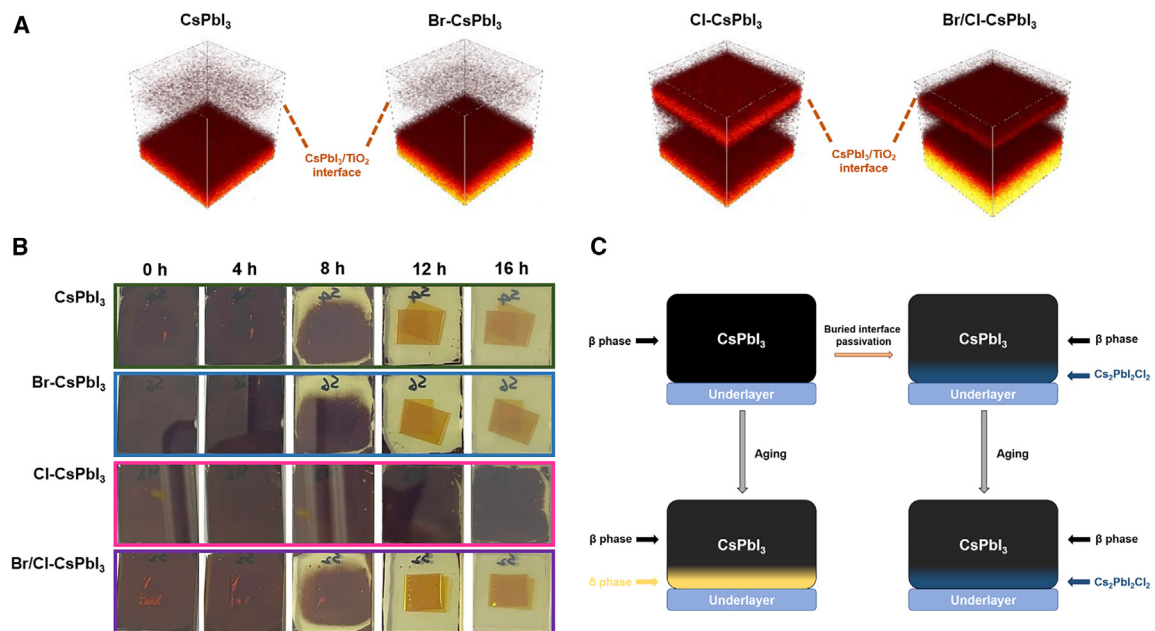 A
CsPbI₃
Br-CsPbI₃
Cl-CsPbI₃
Br/Cl-CsPbI₃
CsPbI₃/TiO₂
interface
CsPbI₃/TiO₂
interface
B
0 h
4 h
8 h
12 h
16 h
CsPbI₃
Br-CsPbI₃
Cl-CsPbI₃
Br/Cl-CsPbI₃
C
β phase
CsPbI₃
Underlayer
Buried interface
passivation
CsPbI₃
Underlayer
β phase
Cs₂PbI₂Cl₂
Aging
Aging
β phase
δ phase
CsPbI₃
Underlayer
CsPbI₃
Underlayer
β phase
Cs₂PbI₂Cl₂